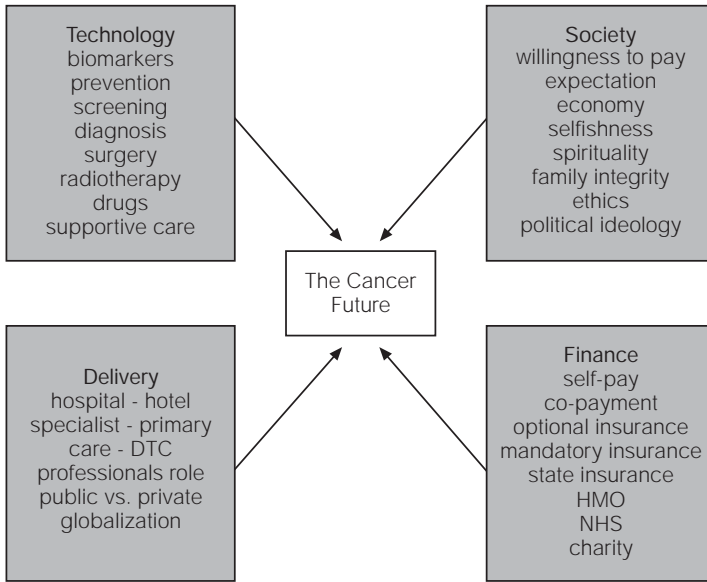 Technology
biomarkers
prevention
screening
diagnosis
surgery
radiotherapy
drugs
supportive care
Society
willingness to pay
expectation
economy
selfishness
spirituality
family integrity
ethics
political ideology
The Cancer
Future
Delivery
hospital - hotel
specialist - primary
care - DTC
professionals role
public vs. private
globalization
Finance
self-pay
co-payment
optional insurance
mandatory insurance
state insurance
HMO
NHS
charity